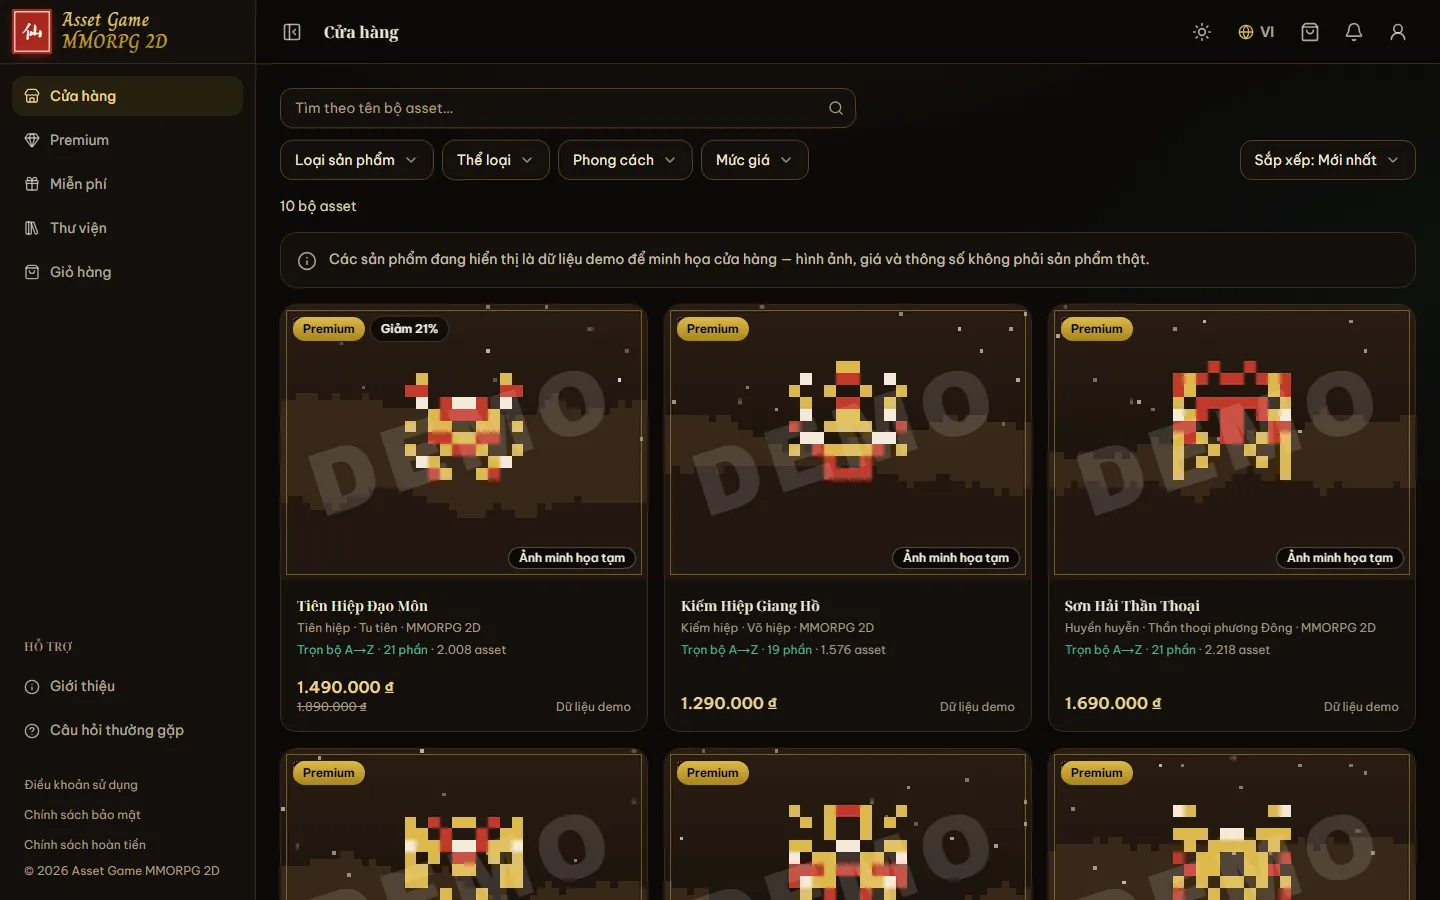 仙
Asset Game
MMORPG 2D
Cửa hàng
Premium
Miễn phí
Thư viện
Giỏ hàng
HỖ TRỢ
Giới thiệu
Câu hỏi thường gặp
Điều khoản sử dụng
Chính sách bảo mật
Chính sách hoàn tiền
© 2026 Asset Game MMORPG 2D
Cửa hàng
VI
Tìm theo tên bộ asset...
Loại sản phẩm
Thể loại
Phong cách
Mức giá
Sắp xếp: Mới nhất
10 bộ asset
Các sản phẩm đang hiển thị là dữ liệu demo để minh họa cửa hàng — hình ảnh, giá và thông số không phải sản phẩm thật.
Premium
Giảm 21%
DEMO
Ảnh minh họa tạm
Tiên Hiệp Đạo Môn
Tiên hiệp · Tu tiên · MMORPG 2D
Trọn bộ A→Z · 21 phần · 2.008 asset
1.490.000 ₫
1.890.000 ₫
Dữ liệu demo
Premium
DEMO
Ảnh minh họa tạm
Kiếm Hiệp Giang Hồ
Kiếm hiệp · Võ hiệp · MMORPG 2D
Trọn bộ A→Z · 19 phần · 1.576 asset
1.290.000 ₫
Dữ liệu demo
Premium
DEMO
Ảnh minh họa tạm
Sơn Hải Thần Thoại
Huyền huyễn · Thần thoại phương Đông · MMORPG 2D
Trọn bộ A→Z · 21 phần · 2.218 asset
1.690.000 ₫
Dữ liệu demo
Premium
DEMO
Premium
DEMO
Premium
DEMO